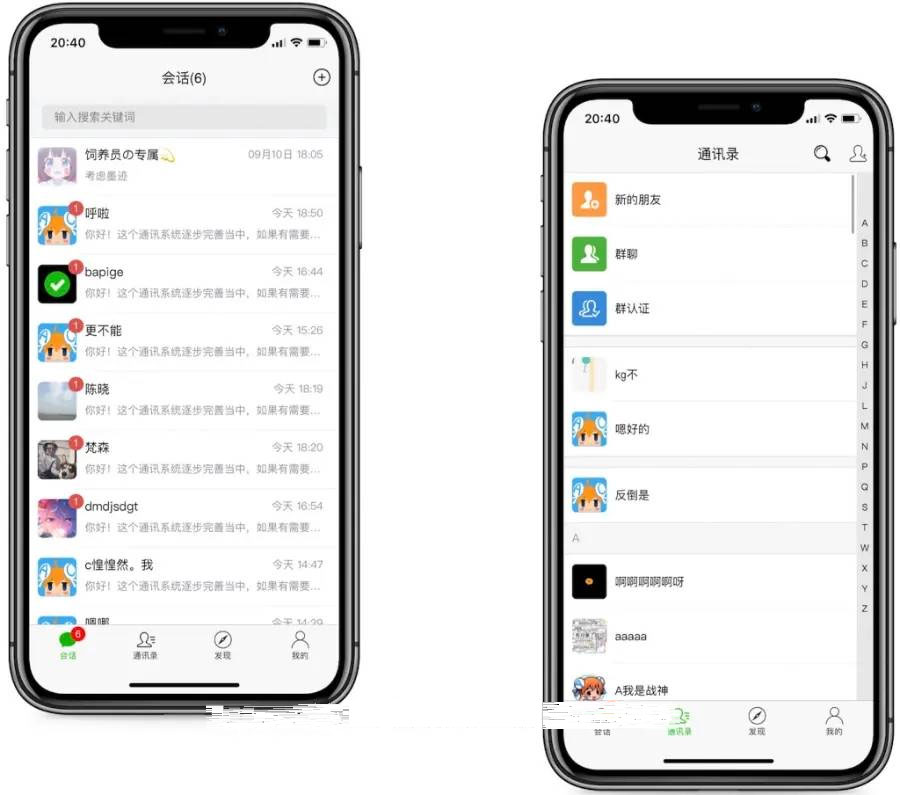 20:40
会话(6)
输入搜索关键词
饲养员の专属💫
09月10日 18:05
考虑墨迹
1
呼啦
今天 18:50
你好！这个通讯系统逐步完善当中，如果有需要...
1
bapige
今天 16:44
你好！这个通讯系统逐步完善当中，如果有需要...
1
更不能
今天 15:26
你好！这个通讯系统逐步完善当中，如果有需要...
1
陈晓
今天 18:19
你好！这个通讯系统逐步完善当中，如果有需要...
1
梵森
今天 18:20
你好！这个通讯系统逐步完善当中，如果有需要...
1
dmdjsdgt
今天 16:54
你好！这个通讯系统逐步完善当中，如果有需要...
c惶惶然。我
今天 14:47
你好！这个通讯系统逐步完善当中，如果有需要...
今天 14:29
6
会话
通讯录
发现
我的
20:40
通讯录
新的朋友
群聊
群认证
kg不
嗯好的
反倒是
A
啊啊啊啊啊呀
aaaaa
A我是战神
A
B
C
D
E
F
G
H
J
L
M
N
P
Q
S
T
W
X
Y
Z
会话
通讯录
发现
我的